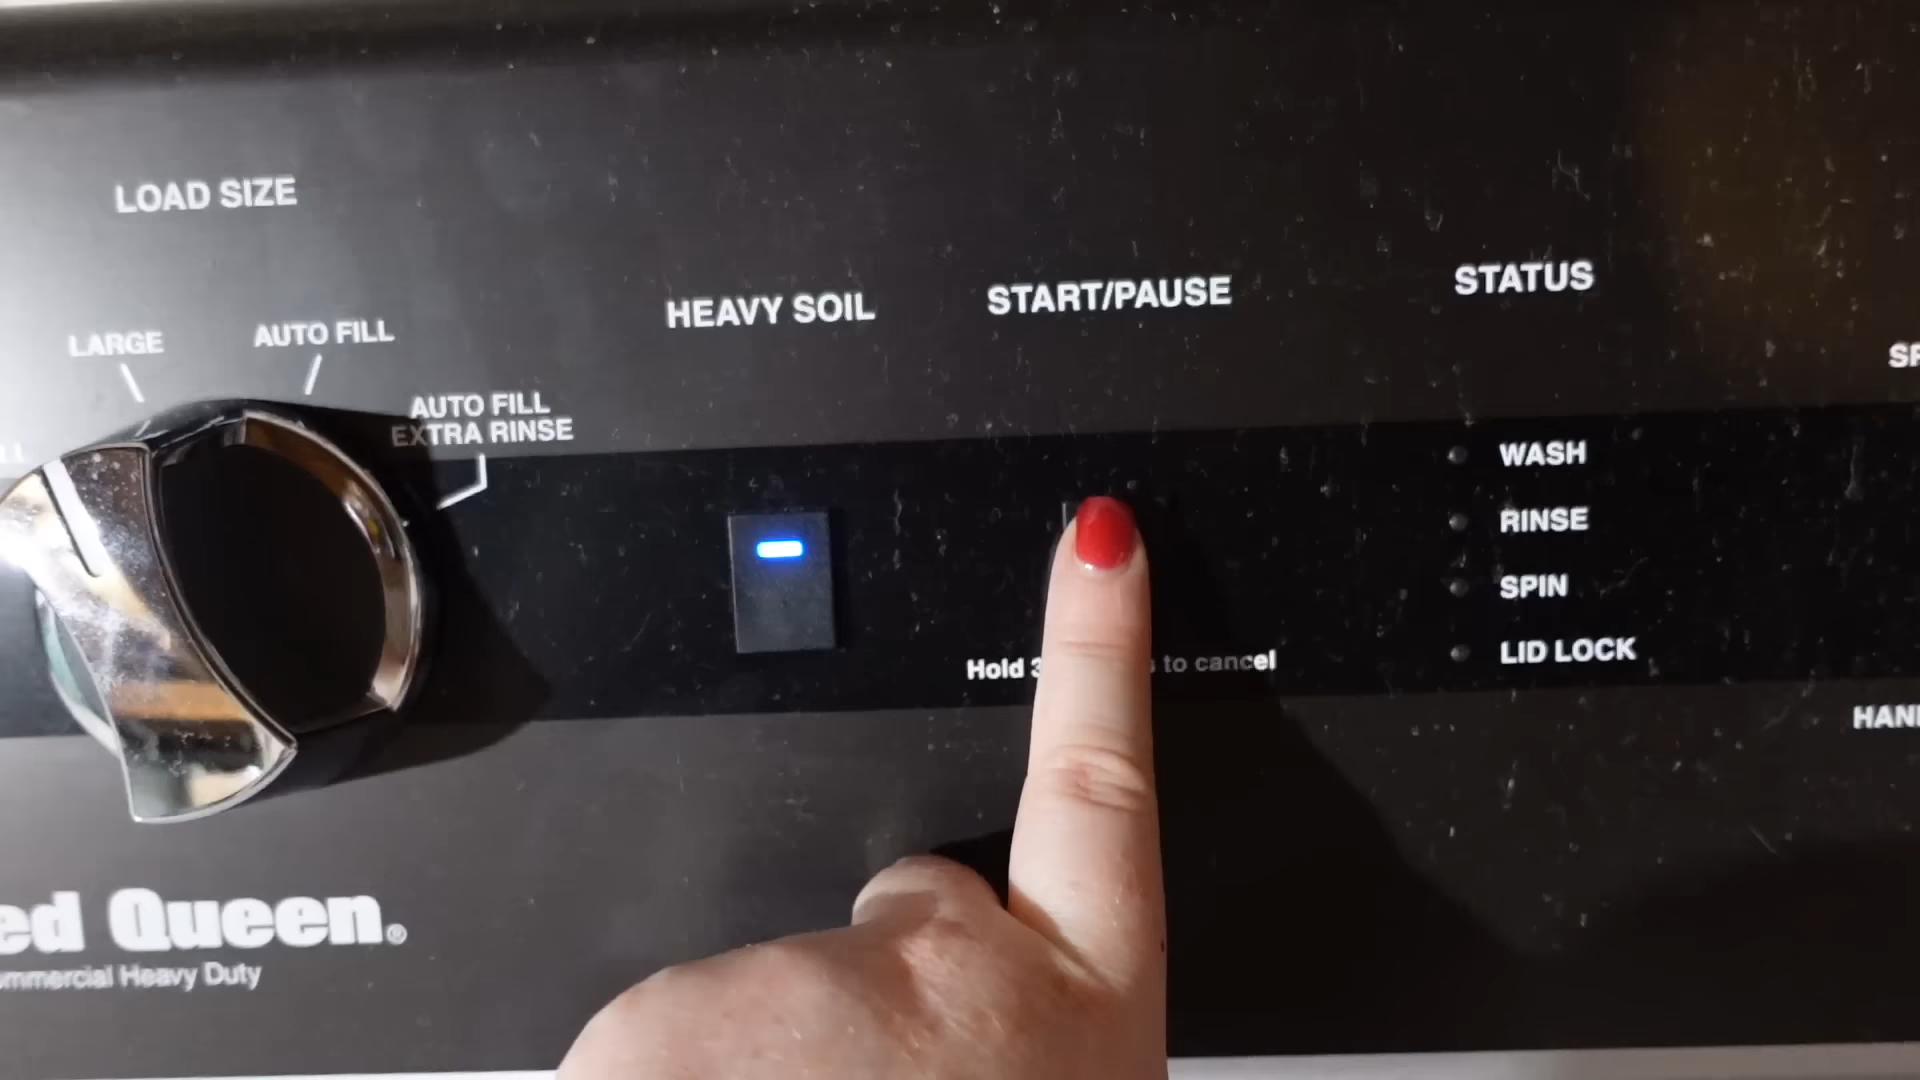 LOAD SIZE
HEAVY SOIL
START/PAUSE
STATUS
LARGE
AUTO FILL
AUTO FILL
EXTRA RINSE
WASH
RINSE
SPIN
LID LOCK
Hold to cancel
Queen®
Heavy Duty